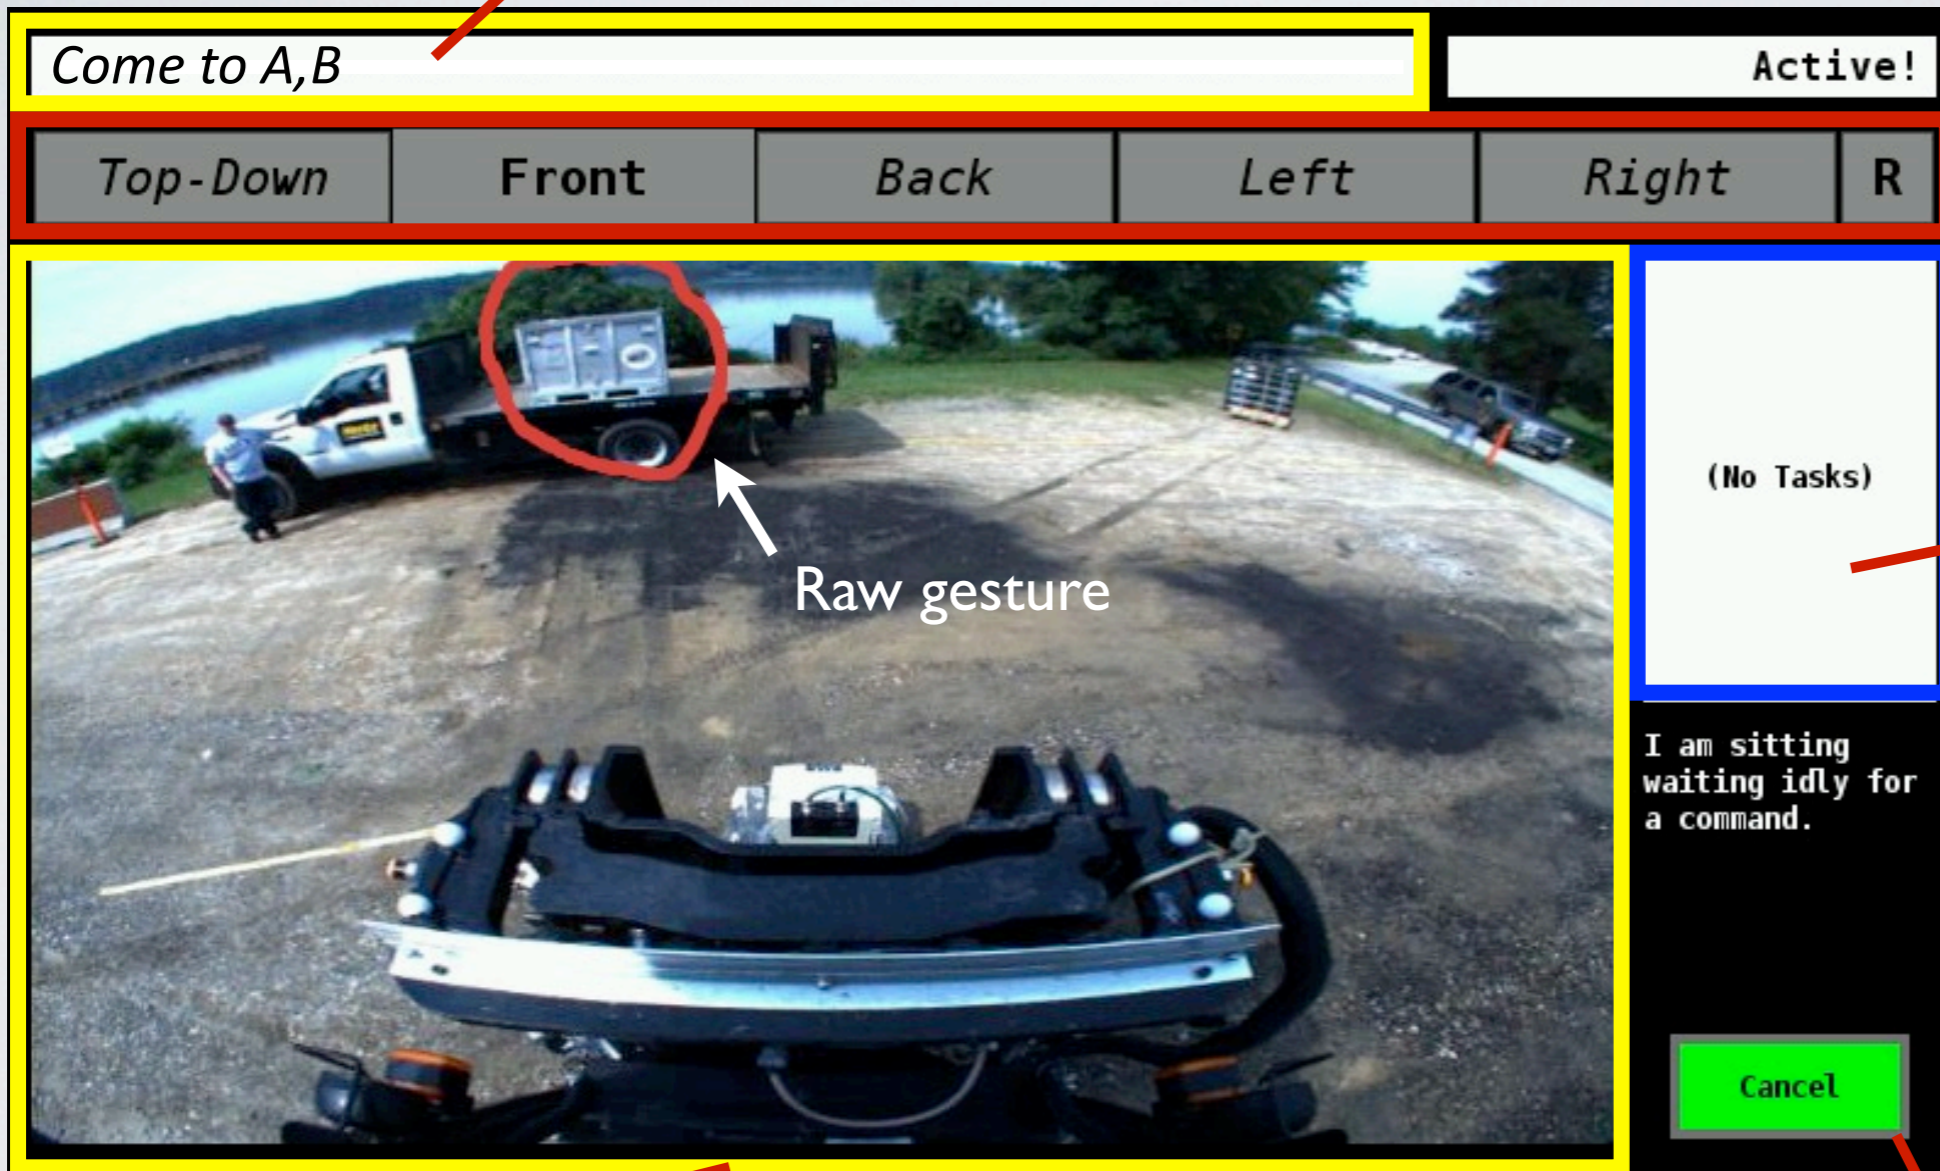 Come to A,B
Active!
Top-Down
Front
Back
Left
Right
R
Raw gesture
(No Tasks)
I am sitting
waiting idly for
a command.
Cancel